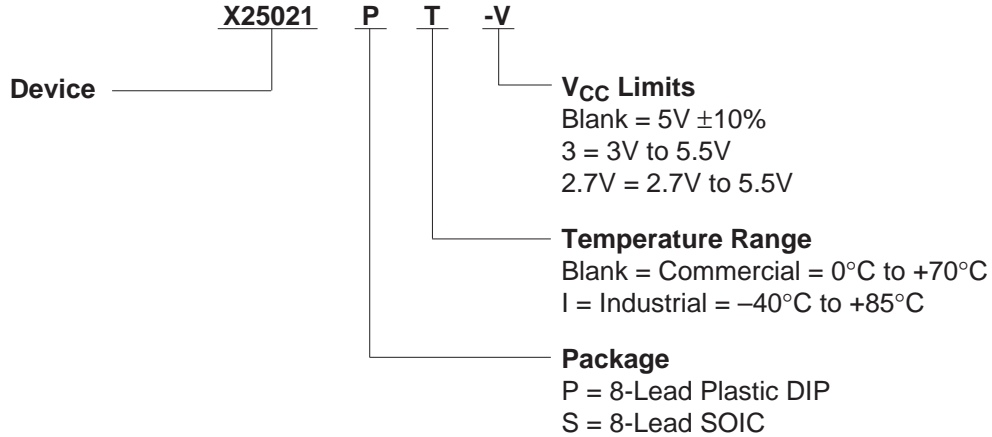 X25021 P T -V
Device
VCC Limits
Blank = 5V ±10%
3 = 3V to 5.5V
2.7V = 2.7V to 5.5V
Temperature Range
Blank = Commercial = 0°C to +70°C
I = Industrial = –40°C to +85°C
Package
P = 8-Lead Plastic DIP
S = 8-Lead SOIC